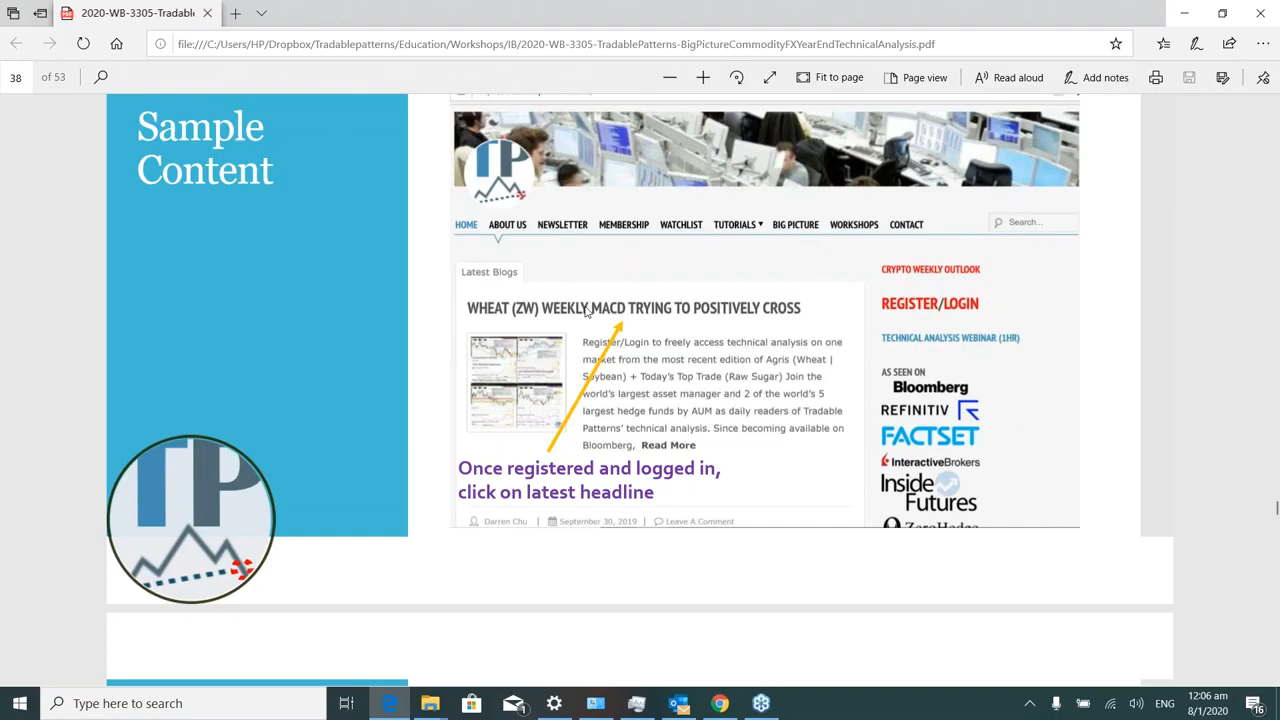 2020-WB-3305-Tradabl
file:///C:/Users/HP/Dropbox/Tradablepatterns/Education/Workshops/IB/2020-WB-3305-TradablePatterns-BigPictureCommodityFXYearEndTechnicalAnalysis.pdf
38 of 53
Fit to page
Page view
Read aloud
Add notes
Sample
Content
HOME ABOUT US NEWSLETTER MEMBERSHIP WATCHLIST TUTORIALS BIG PICTURE WORKSHOPS CONTACT
Search...
Latest Blogs
WHEAT (ZW) WEEKLY MACD TRYING TO POSITIVELY CROSS
Register/Login to freely access technical analysis on one
market from the most recent edition of Agris (Wheat |
Soybean) + Today's Top Trade (Raw Sugar) Join the
world's largest asset manager and 2 of the world's 5
largest hedge funds by AUM as daily readers of Tradable
Patterns' technical analysis. Since becoming available on
Bloomberg, Read More
Once registered and logged in,
click on latest headline
Darren Chu | September 30, 2019 | Leave A Comment
CRYPTO WEEKLY OUTLOOK
REGISTER/LOGIN
TECHNICAL ANALYSIS WEBINAR (1HR)
AS SEEN ON
Bloomberg
REFINITIV
FACTSET
InteractiveBrokers
Inside
Futures
ZeroHedge
TP
Type here to search
ENG
12:06 am
8/1/2020
16